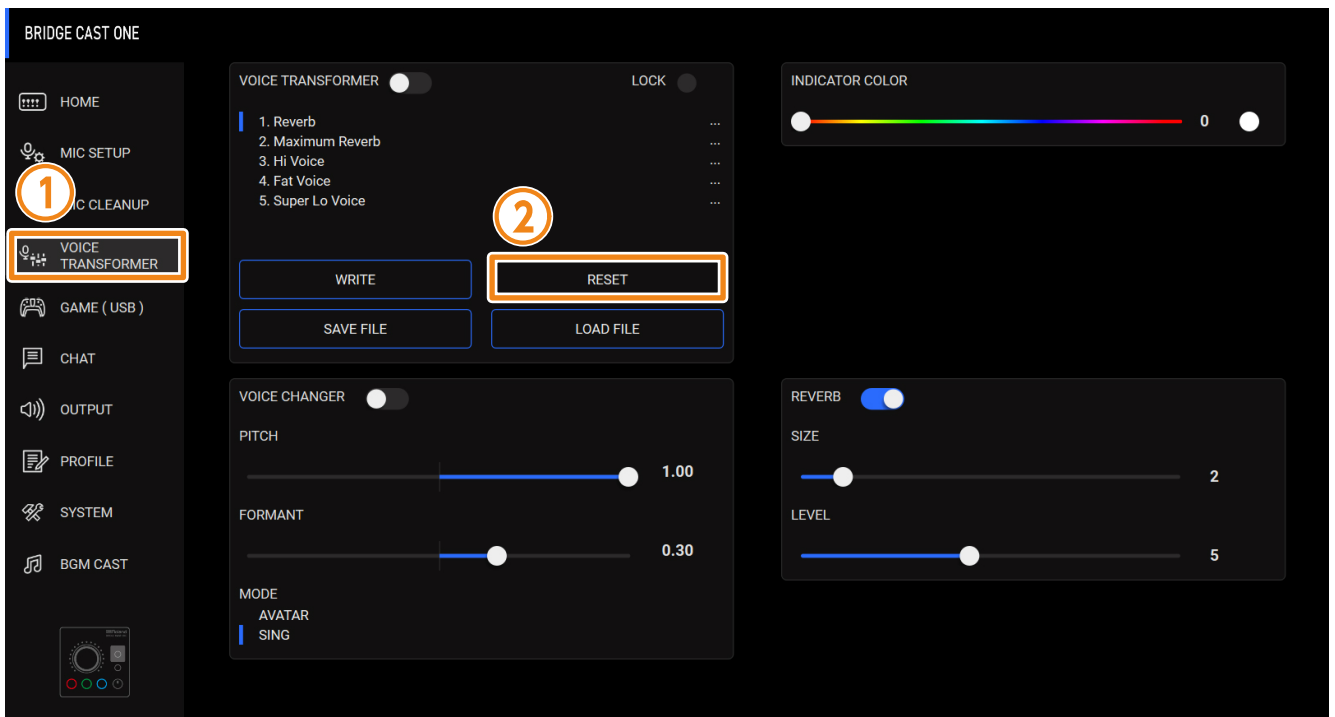 BRIDGE CAST ONE
HOME
MIC SETUP
1
IC CLEANUP
VOICE
TRANSFORMER
GAME ( USB )
CHAT
OUTPUT
PROFILE
SYSTEM
BGM CAST
VOICE TRANSFORMER
LOCK
1. Reverb ...
2. Maximum Reverb ...
3. Hi Voice ...
4. Fat Voice ...
5. Super Lo Voice ...
2
WRITE
RESET
SAVE FILE
LOAD FILE
INDICATOR COLOR
0
VOICE CHANGER
PITCH
1.00
FORMANT
0.30
MODE
AVATAR
SING
REVERB
SIZE
2
LEVEL
5